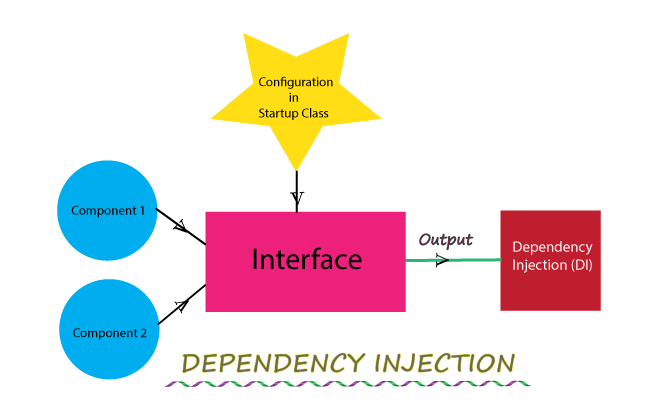 Configuration
in
Startup Class
Component 1
Interface
Output
Dependency
Injection (DI)
Component 2
DEPENDENCY INJECTION